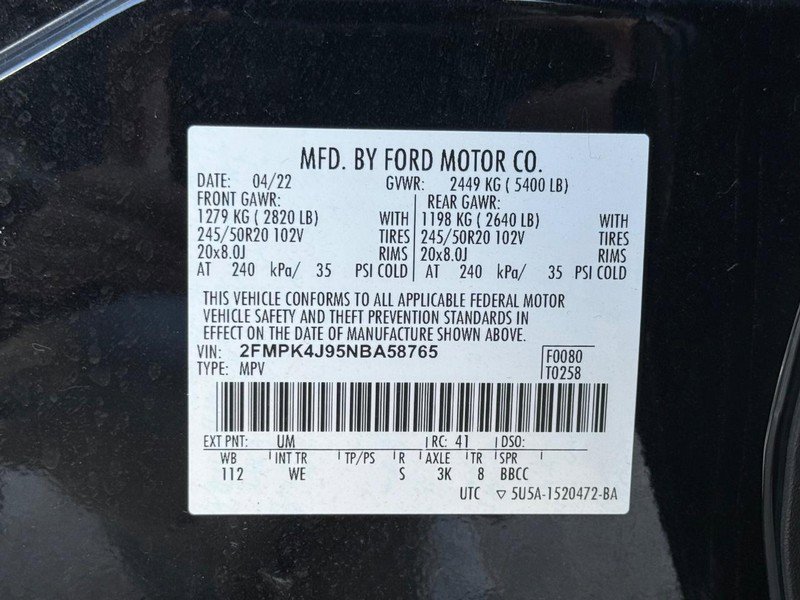 MFD. BY FORD MOTOR CO.
DATE: 04/22 GVWR: 2449 KG ( 5400 LB)
FRONT GAWR: REAR GAWR:
1279 KG ( 2820 LB) WITH 1198 KG ( 2640 LB) WITH
245/50R20 102V TIRES 245/50R20 102V TIRES
20x8.0J RIMS 20x8.0J RIMS
AT 240 kPa/ 35 PSI COLD AT 240 kPa/ 35 PSI COLD
THIS VEHICLE CONFORMS TO ALL APPLICABLE FEDERAL MOTOR
VEHICLE SAFETY AND THEFT PREVENTION STANDARDS IN
EFFECT ON THE DATE OF MANUFACTURE SHOWN ABOVE.
VIN: 2FMPK4J95NBA58765 F0080
TYPE: MPV T0258
EXT PNT: UM RC: 41 DSO:
WB INT TR TP/PS R AXLE TR SPR
112 WE S 3K 8 BBCC
UTC ▽ 5U5A-1520472-BA